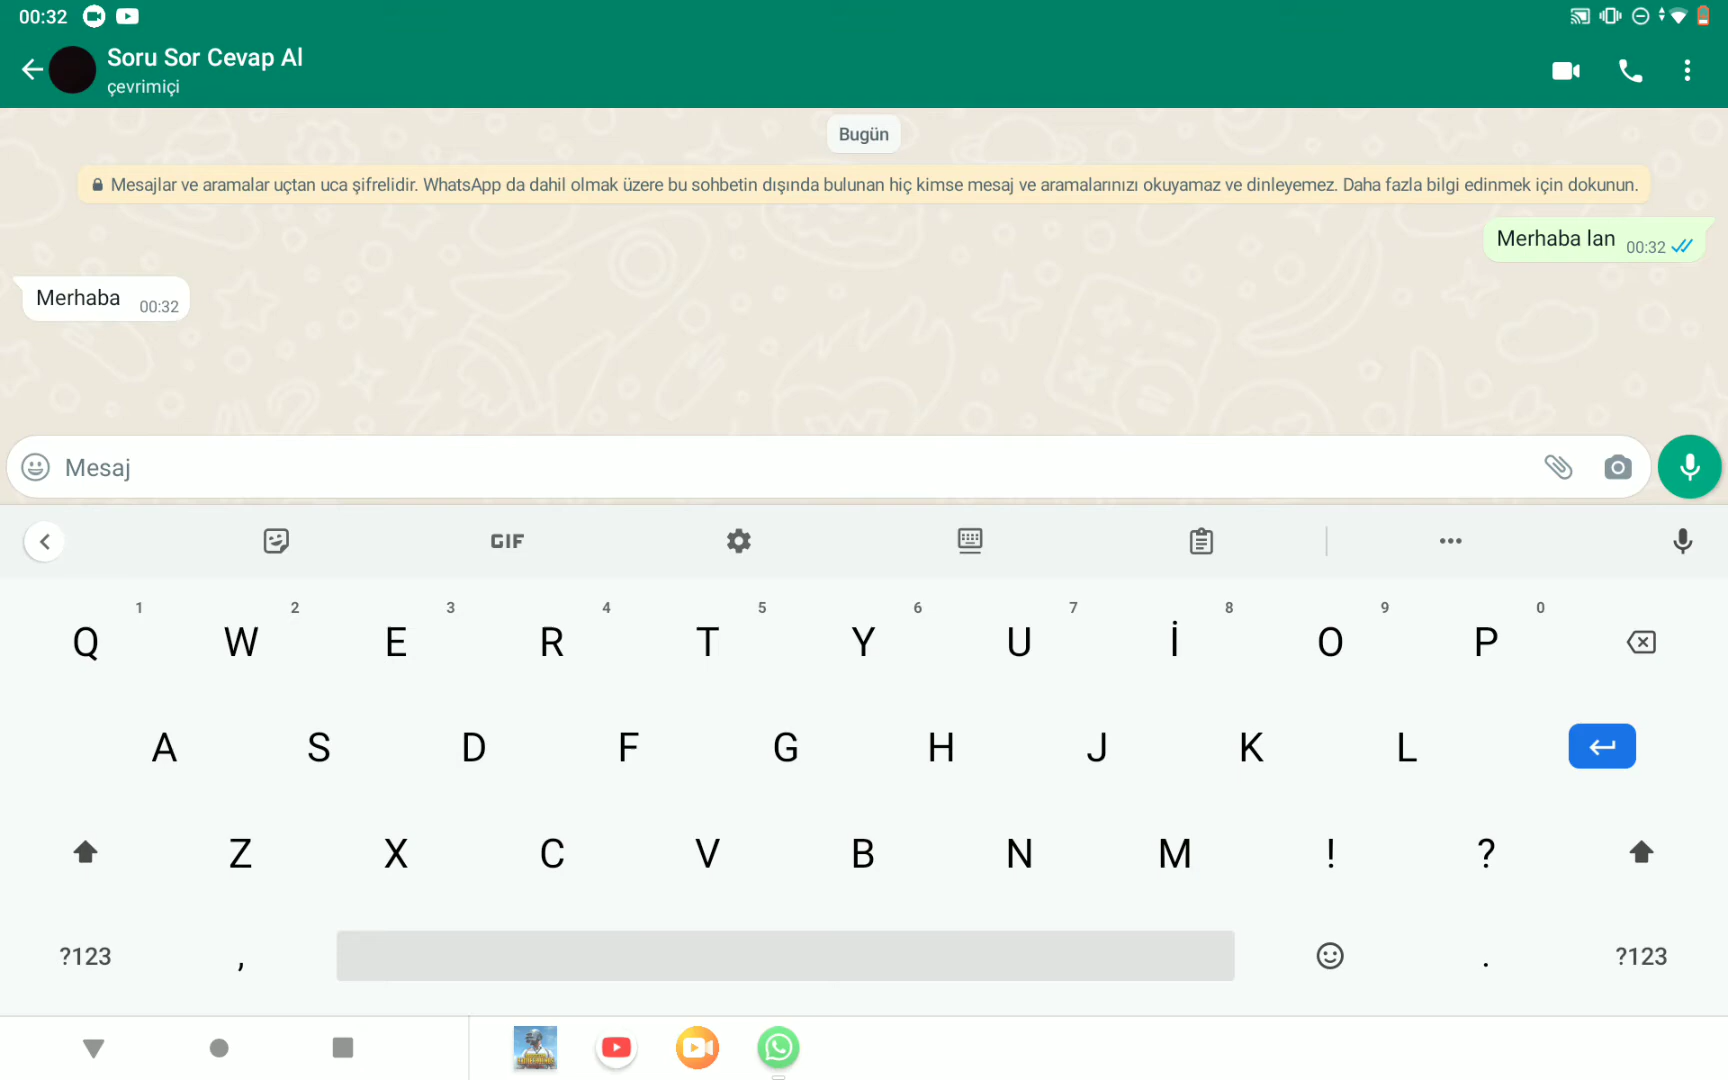 00:32
Soru Sor Cevap Al
çevrimiçi
Bugün
Mesajlar ve aramalar uçtan uca şifrelidir. WhatsApp da dahil olmak üzere bu sohbetin dışında bulunan hiç kimse mesaj ve aramalarınızı okuyamaz ve dinleyemez. Daha fazla bilgi edinmek için dokunun.
Merhaba lan 00:32
Merhaba 00:32
Mesaj
GIF
1 2 3 4 5 6 7 8 9 0
Q W E R T Y U İ O P
A S D F G H J K L
Z X C V B N M ! ?
?123 , . ?123